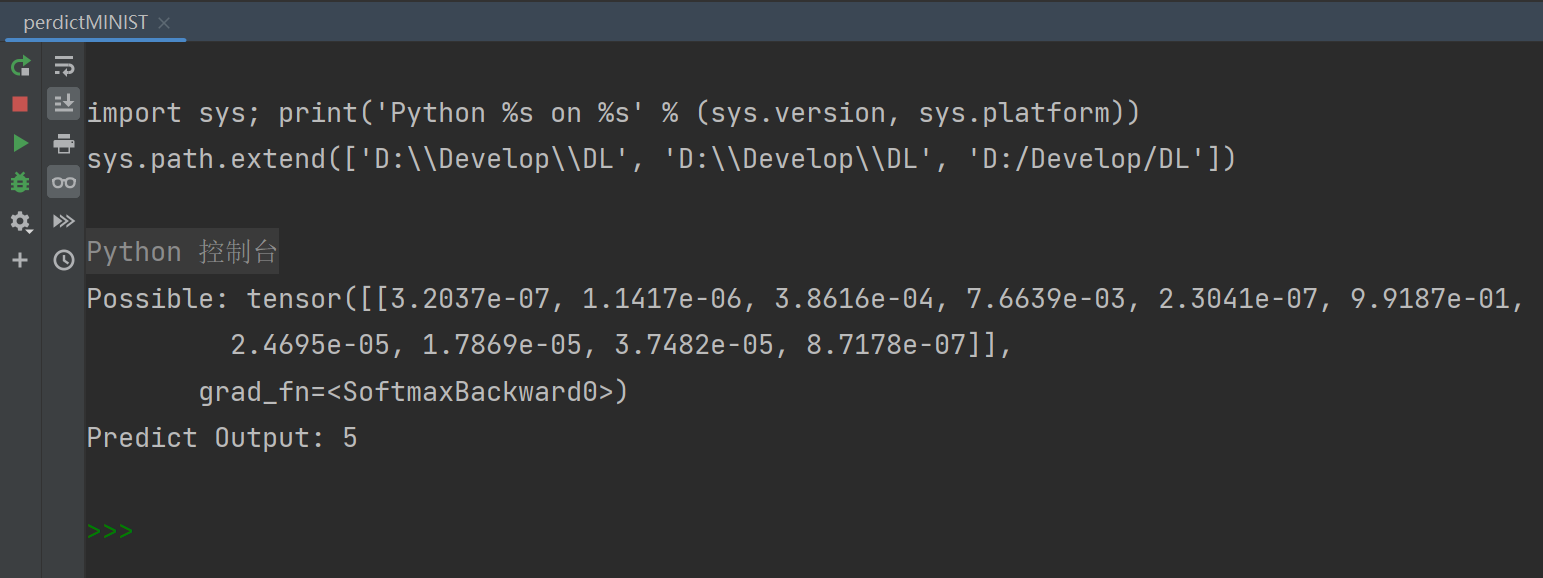 perdictMINIST
import sys; print('Python %s on %s' % (sys.version, sys.platform))
sys.path.extend(['D:\\Develop\\DL', 'D:\\Develop\\DL', 'D:/Develop/DL'])
Python 控制台
Possible: tensor([[3.2037e-07, 1.1417e-06, 3.8616e-04, 7.6639e-03, 2.3041e-07, 9.9187e-01,
2.4695e-05, 1.7869e-05, 3.7482e-05, 8.7178e-07]],
grad_fn=<SoftmaxBackward0>)
Predict Output: 5
>>>